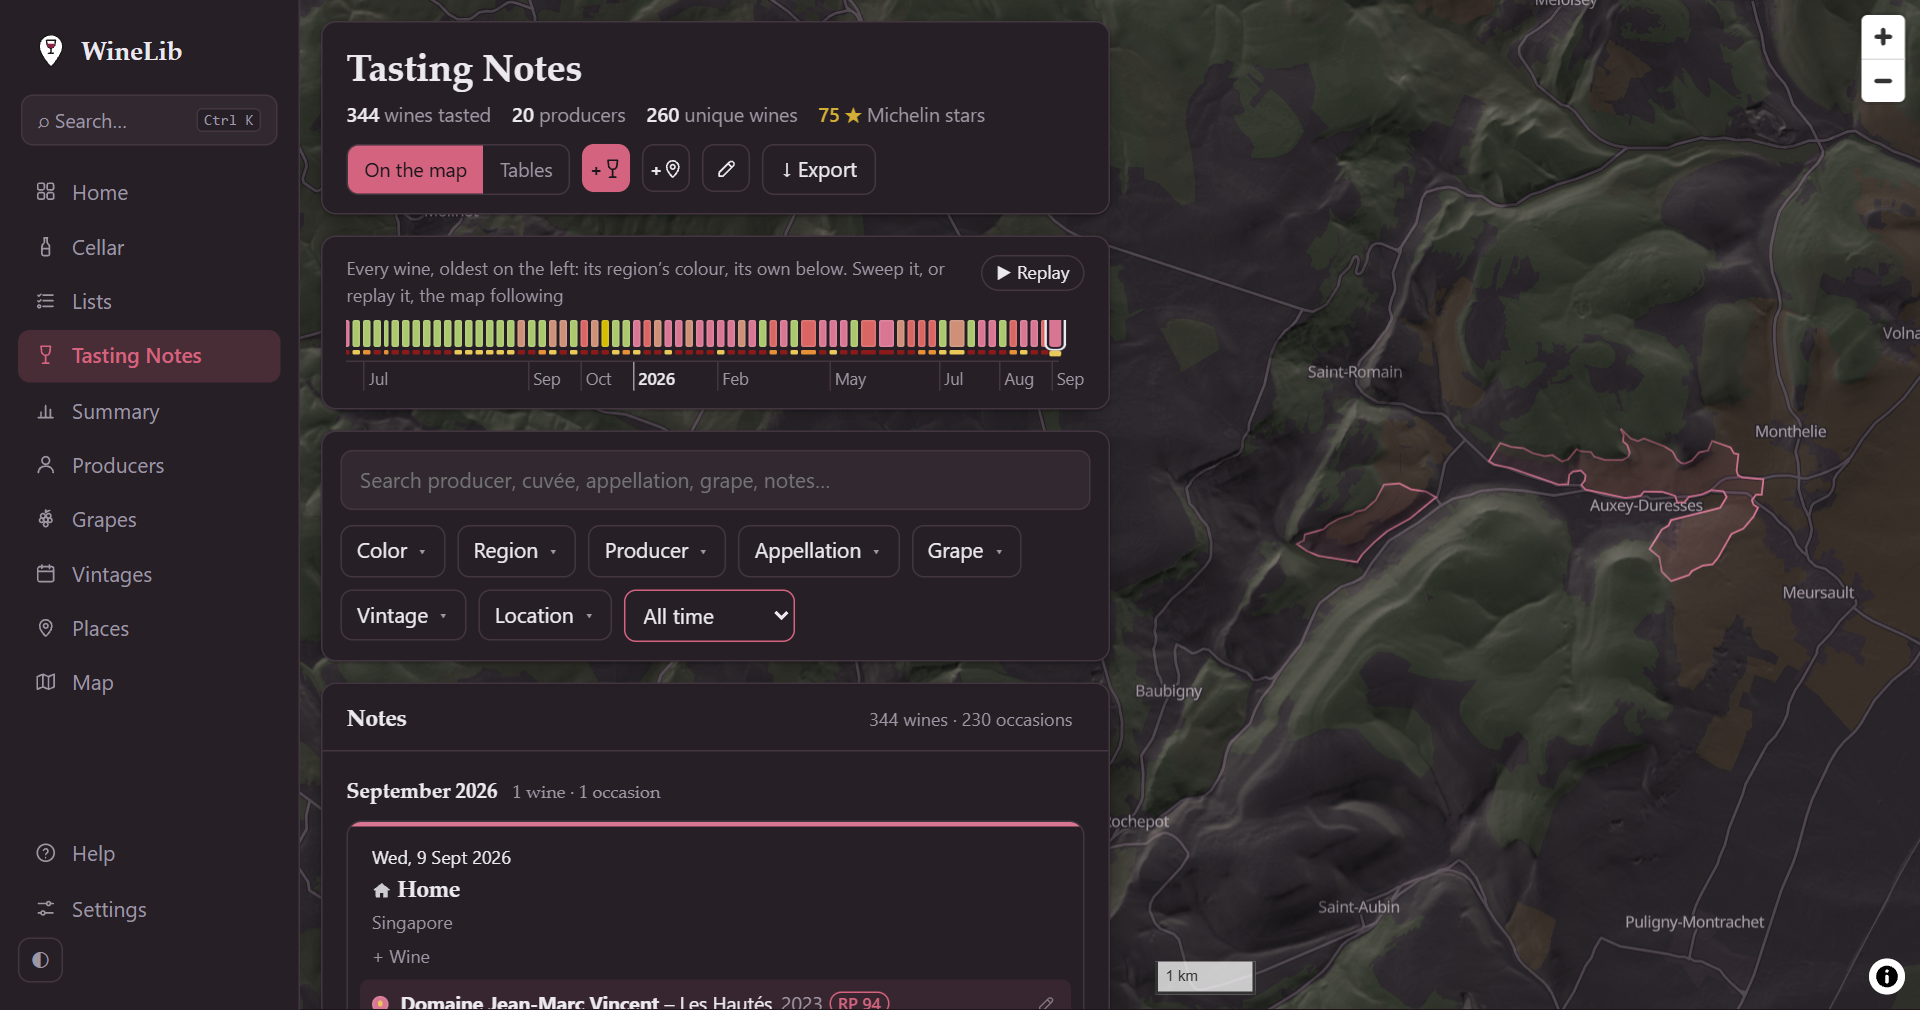 WineLib
Search... Ctrl K
Home
Cellar
Lists
Tasting Notes
Summary
Producers
Grapes
Vintages
Places
Map
Help
Settings
Tasting Notes
344 wines tasted 20 producers 260 unique wines 75 ★ Michelin stars
On the map Tables + + ↓ Export
Every wine, oldest on the left: its region's colour, its own below. Sweep it, or
replay it, the map following
▶ Replay
Jul Sep Oct 2026 Feb May Jul Aug Sep
Search producer, cuvée, appellation, grape, notes...
Color Region Producer Appellation Grape
Vintage Location All time
Notes 344 wines · 230 occasions
September 2026 1 wine · 1 occasion
Wed, 9 Sept 2026
Home
Singapore
+ Wine
Domaine Jean-Marc Vincent – Les Hautés 2023 RP 94
Saint-Romain
Monthelie
Auxey-Duresses
Meursault
Baubigny
Saint-Aubin
Puligny-Montrachet
1 km